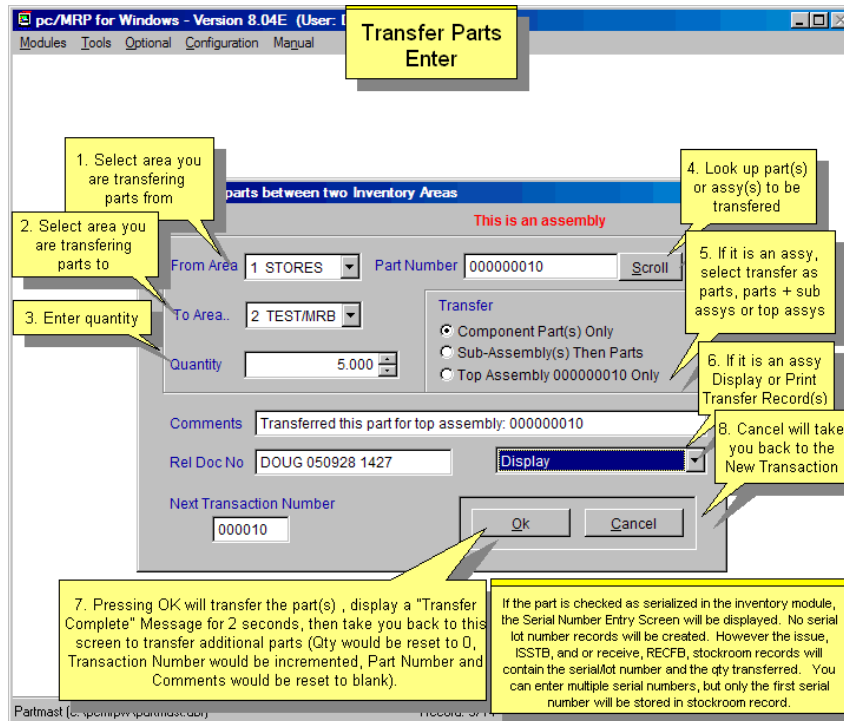 pc/MRP for Windows - Version 8.04E (User: D
Transfer Parts
Enter
Modules Tools Optional Configuration Manual
1. Select area you
are transfering
parts from
parts between two Inventory Areas
4. Look up part(s)
or assy(s) to be
transfered
This is an assembly
2. Select area you
are transfering
parts to
From Area 1 STORES Part Number 000000010 Scroll
5. If it is an assy,
select transfer as
parts, parts + sub
assys or top assys
3. Enter quantity
To Area.. 2 TEST/MRB
Transfer
Component Part(s) Only
Sub-Assembly(s) Then Parts
Top Assembly 000000010 Only
Quantity 5.000
6. If it is an assy
Display or Print
Transfer Record(s)
Comments Transferred this part for top assembly: 000000010
8. Cancel will take
you back to the
New Transaction
Rel Doc No DOUG 050928 1427 Display
Next Transaction Number
000010
Ok Cancel
7. Pressing OK will transfer the part(s) , display a "Transfer
Complete" Message for 2 seconds, then take you back to this
screen to transfer additional parts (Qty would be reset to 0,
Transaction Number would be incremented, Part Number and
Comments would be reset to blank).
If the part is checked as serialized in the inventory module,
the Serial Number Entry Screen will be displayed. No serial
lot number records will be created. However the issue,
ISSTB, and or receive, RECFB, stockroom records will
contain the serial/lot number and the qty transferred. You
can enter multiple serial numbers, but only the first serial
number will be stored in stockroom record.
Partmast